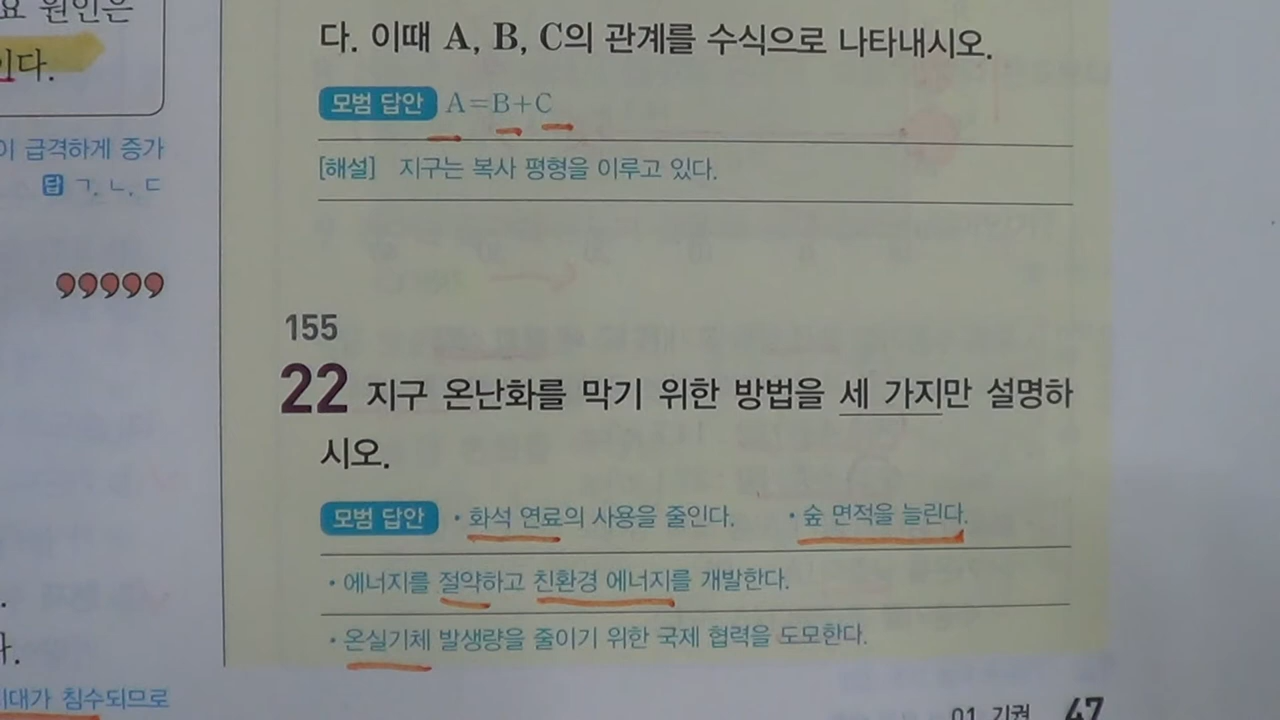 요 원인은
이다.
이 급격하게 증가
답 ㄱ, ㄴ, ㄷ
다. 이때 A, B, C의 관계를 수식으로 나타내시오.
모범 답안 A=B+C
[해설] 지구는 복사 평형을 이루고 있다.
155
22 지구 온난화를 막기 위한 방법을 세 가지만 설명하
시오.
모범 답안 • 화석 연료의 사용을 줄인다. • 숲 면적을 늘린다.
• 에너지를 절약하고 친환경 에너지를 개발한다.
• 온실기체 발생량을 줄이기 위한 국제 협력을 도모한다.
다.
지대가 침수되므로
01 기권 47